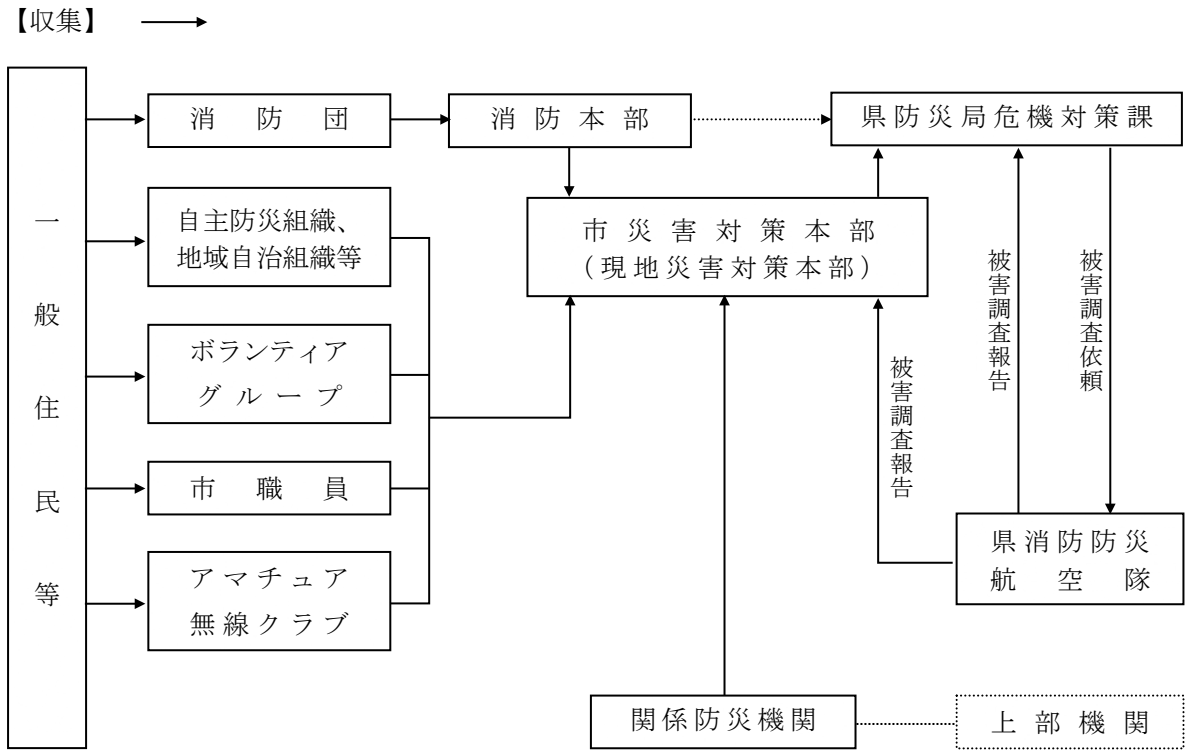 【収集】
一般住民等
消防団
消防本部
県防災局危機対策課
自主防災組織、
地域自治組織等
市災害対策本部
(現地災害対策本部)
ボランティア
グループ
被害調査報告
被害調査報告
被害調査依頼
市職員
県消防防災
航空隊
アマチュア
無線クラブ
関係防災機関
上部機関